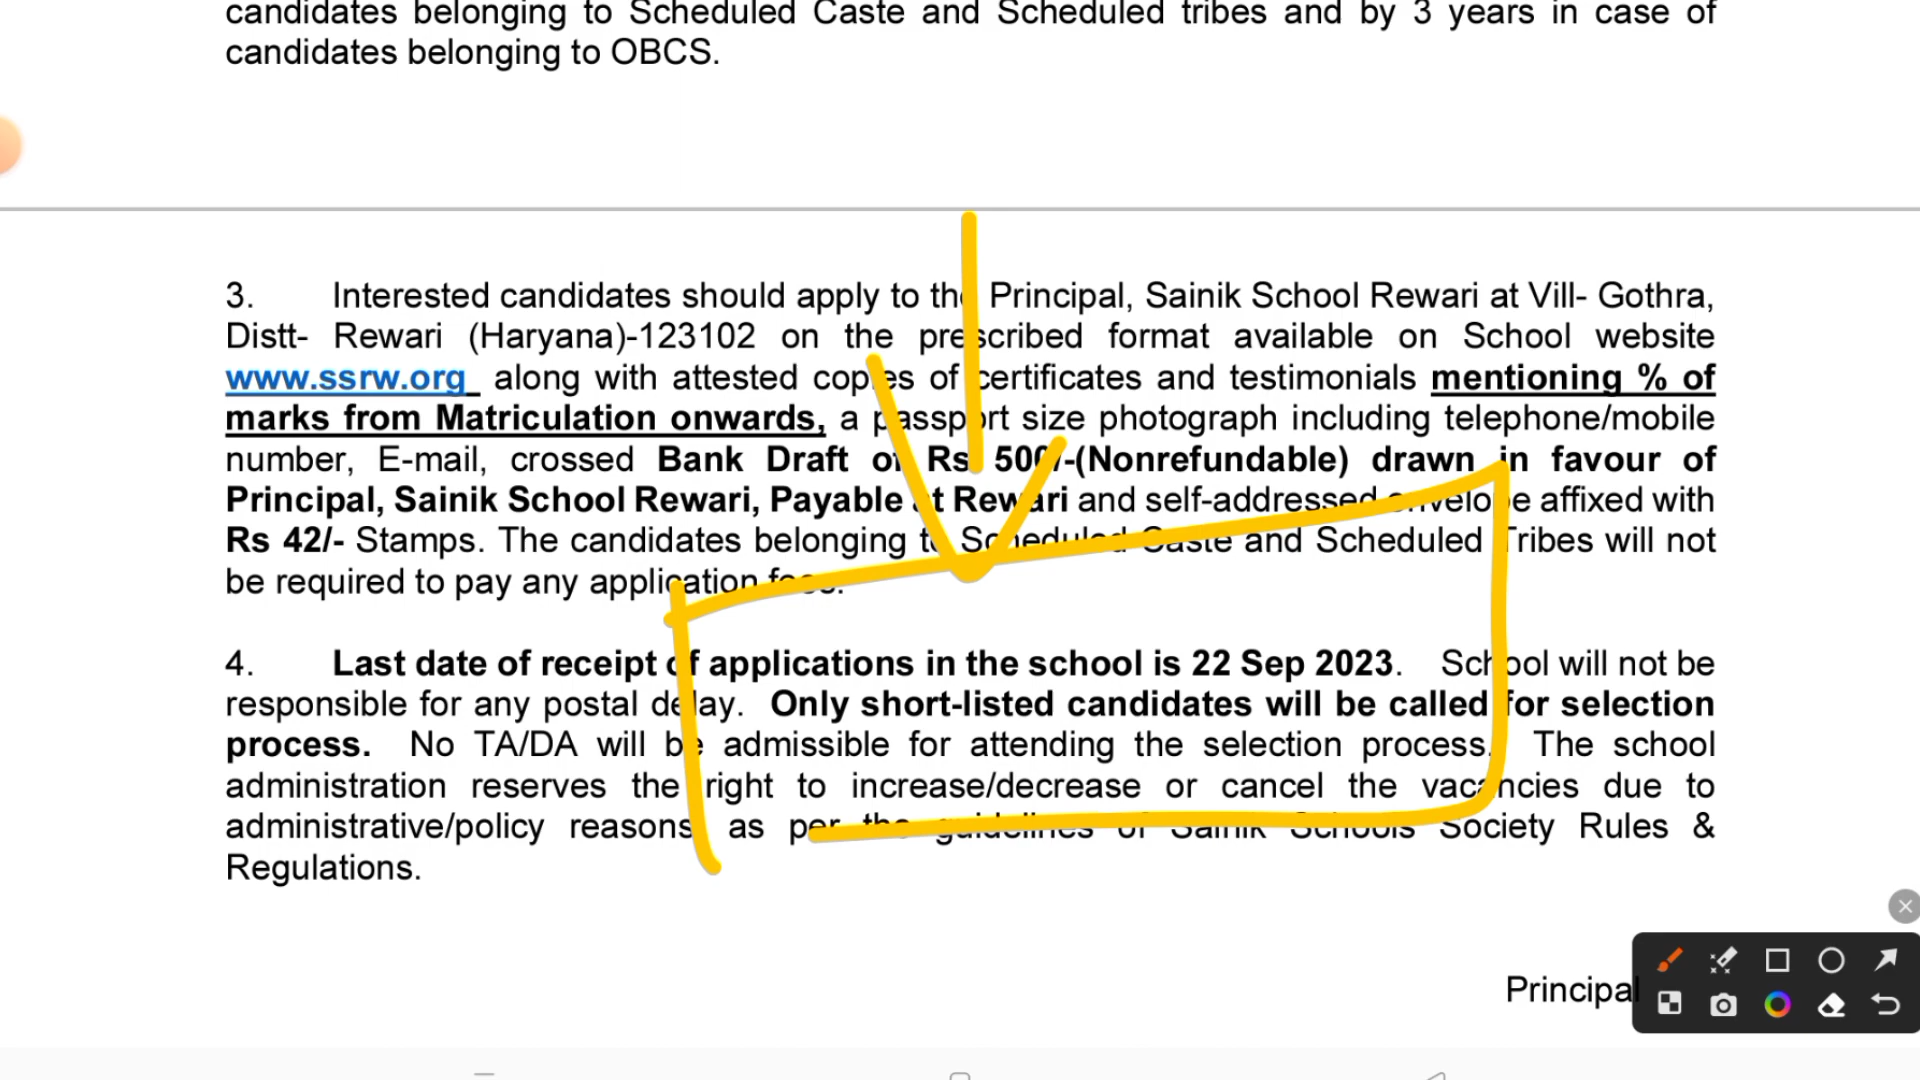 candidates belonging to Scheduled Caste and Scheduled tribes and by 3 years in case of
candidates belonging to OBCS.
3. Interested candidates should apply to the Principal, Sainik School Rewari at Vill- Gothra,
Distt- Rewari (Haryana)-123102 on the prescribed format available on School website
www.ssrw.org along with attested copies of certificates and testimonials mentioning % of
marks from Matriculation onwards, a passport size photograph including telephone/mobile
number, E-mail, crossed Bank Draft of Rs 500/-(Nonrefundable) drawn in favour of
Principal, Sainik School Rewari, Payable at Rewari and self-addressed envelope affixed with
Rs 42/- Stamps. The candidates belonging to Scheduled Caste and Scheduled Tribes will not
be required to pay any application fees.
4. Last date of receipt of applications in the school is 22 Sep 2023. School will not be
responsible for any postal delay. Only short-listed candidates will be called for selection
process. No TA/DA will be admissible for attending the selection process. The school
administration reserves the right to increase/decrease or cancel the vacancies due to
administrative/policy reasons as per the guidelines of Sainik Schools Society Rules &
Regulations.
Principal